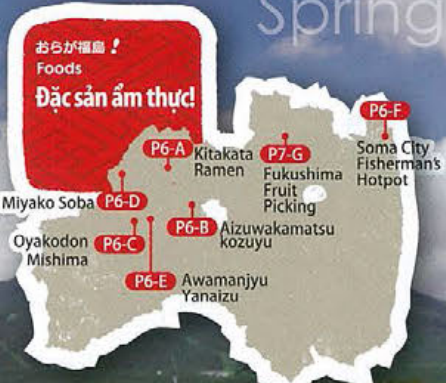 Spring
おらが福島!
Foods
Đặc sản ẩm thực!
P6-A
Kitakata
Ramen
P7-G
Fukushima
Fruit
Picking
P6-F
Soma City
Fisherman's
Hotpot
Miyako Soba P6-D
Oyakodon
Mishima
P6-C
P6-B
Aizuwakamatsu
kozuyu
P6-E
Awamanjyu
Yanaizu